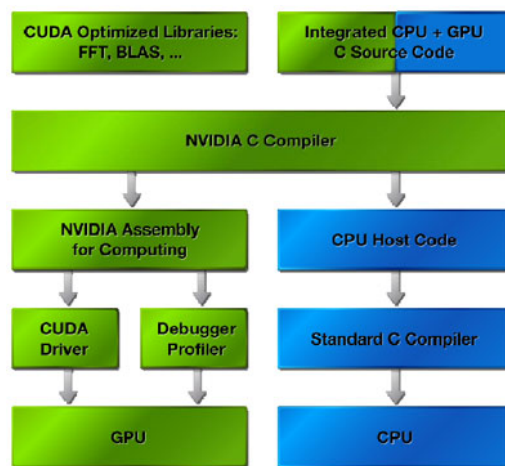 CUDA Optimized Libraries:
FFT, BLAS, ...
Integrated CPU + GPU
C Source Code
NVIDIA C Compiler
NVIDIA Assembly
for Computing
CPU Host Code
CUDA
Driver
Debugger
Profiler
Standard C Compiler
GPU
CPU